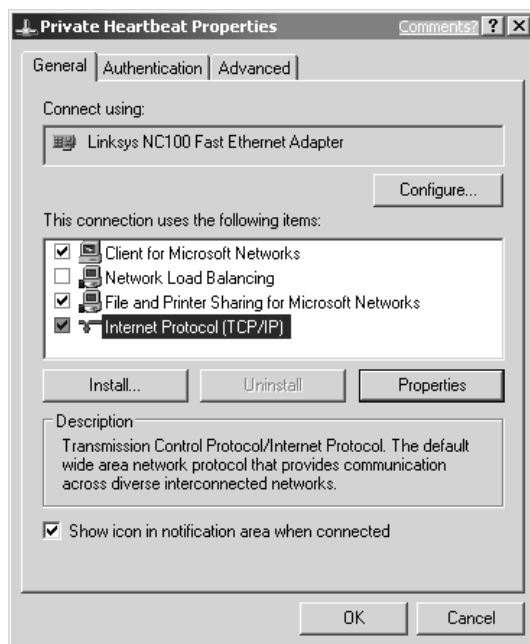 Private Heartbeat Properties Comments? ? X
General Authentication Advanced
Connect using:
Linksys NC100 Fast Ethernet Adapter
Configure...
This connection uses the following items:
Client for Microsoft Networks
Network Load Balancing
File and Printer Sharing for Microsoft Networks
Internet Protocol (TCP/IP)
Install... Uninstall Properties
Description
Transmission Control Protocol/Internet Protocol. The default
wide area network protocol that provides communication
across diverse interconnected networks.
Show icon in notification area when connected
OK Cancel